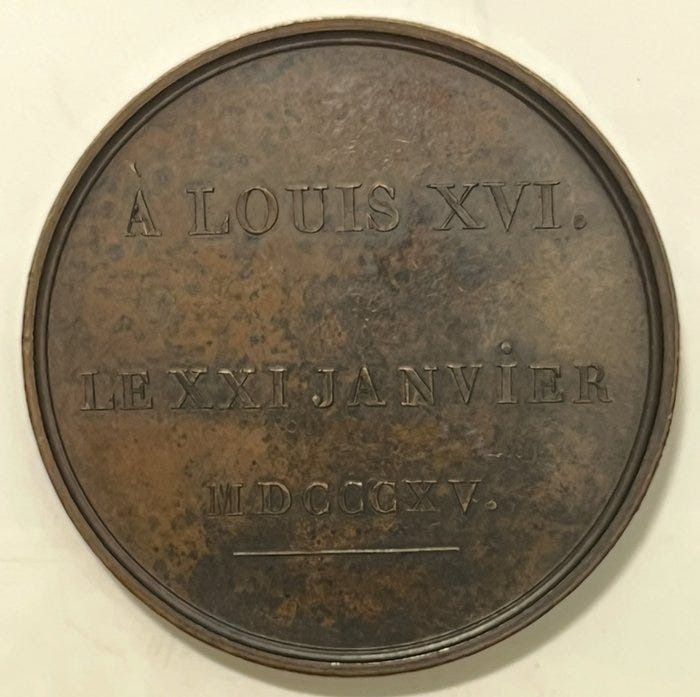 À LOUIS XVI.
LE XXI JANVİER
MDCCCXV.